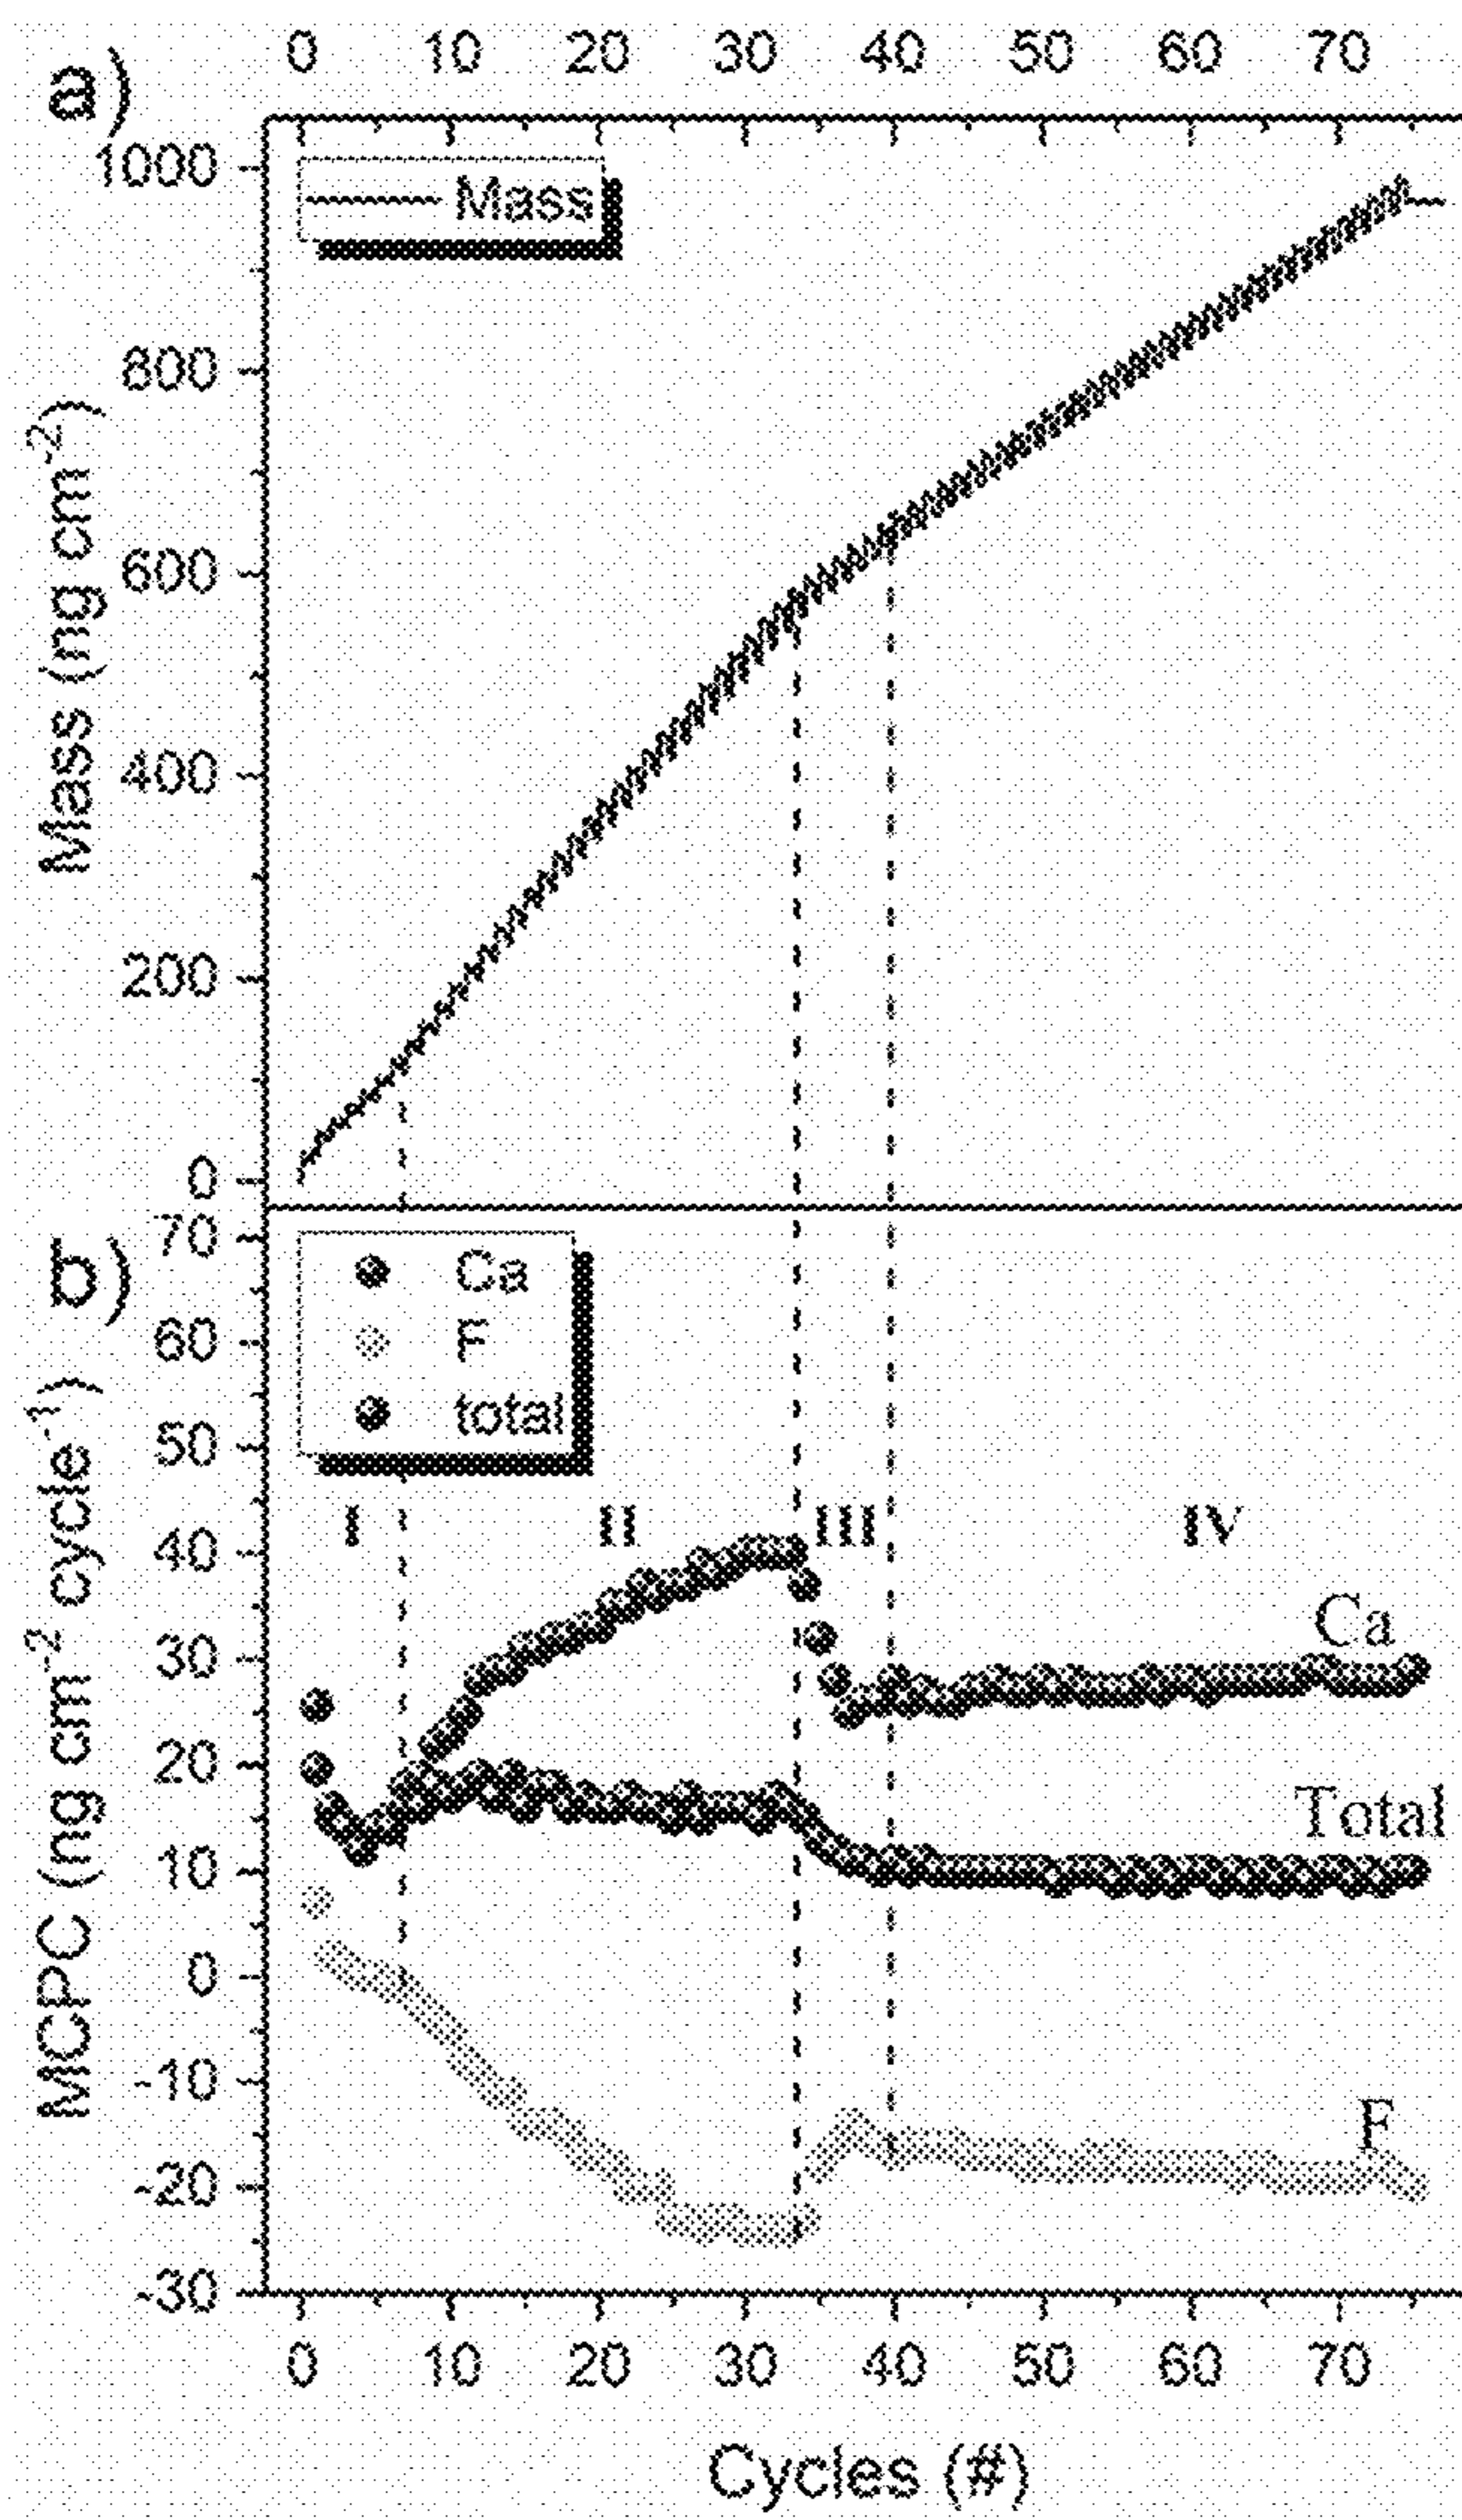 a)
0 10 20 30 40 50 60 70
1000
Mass
800
600
400
200
0
Mass (ng cm-2)
b)
70
60
50
40
30
20
10
0
-10
-20
-30
MCPC (ng cm-2 cycle-1)
Ca
F
total
I II III IV
Ca
Total
F
0 10 20 30 40 50 60 70
Cycles (#)